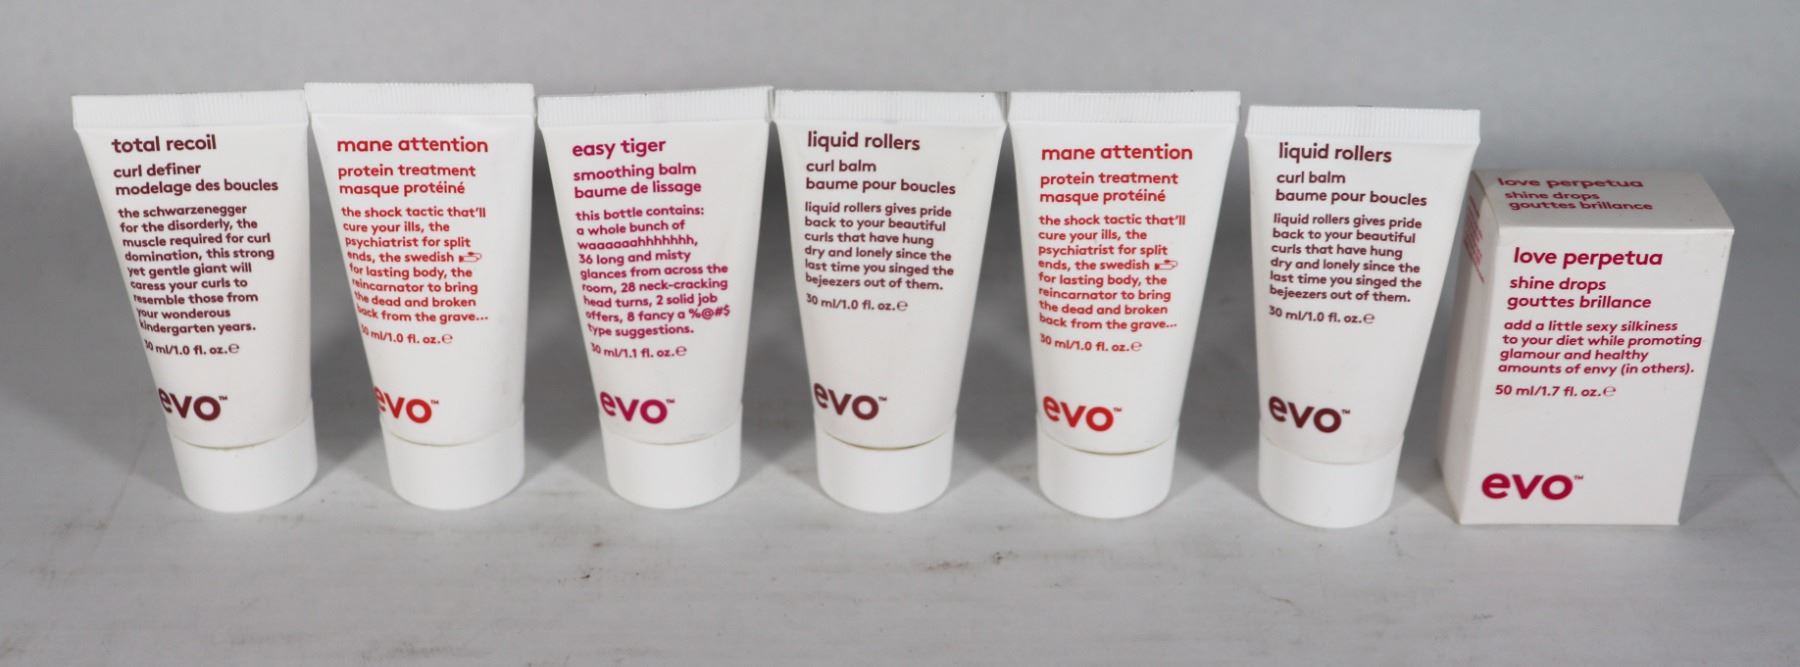 total recoil
curl definer
modelage des boucles
the schwarzenegger
for the disorderly, the
muscle required for curl
domination, this strong
yet gentle giant will
caress your curls to
resemble those from
your wonderous
kindergarten years.
30 ml/1.0 fl. oz.e
evo™
mane attention
protein treatment
masque protéiné
the shock tactic that'll
cure your ills, the
psychiatrist for split
ends, the swedish
for lasting body, the
reincarnator to bring
the dead and broken
back from the grave...
30 ml/1.0 fl. oz.e
evo™
easy tiger
smoothing balm
baume de lissage
this bottle contains:
a whole bunch of
waaaaaahhhhhhh,
36 long and misty
glances from across the
room, 28 neck-cracking
head turns, 2 solid job
offers, 8 fancy a %@#$
type suggestions.
30 ml/1.1 fl. oz.e
evo™
liquid rollers
curl balm
baume pour boucles
liquid rollers gives pride
back to your beautiful
curls that have hung
dry and lonely since the
last time you singed the
bejeezers out of them.
30 ml/1.0 fl. oz.e
evo™
mane attention
protein treatment
masque protéiné
the shock tactic that'll
cure your ills, the
psychiatrist for split
ends, the swedish
for lasting body, the
reincarnator to bring
the dead and broken
back from the grave...
30 ml/1.0 fl. oz.e
evo™
liquid rollers
curl balm
baume pour boucles
liquid rollers gives pride
back to your beautiful
curls that have hung
dry and lonely since the
last time you singed the
bejeezers out of them.
30 ml/1.0 fl. oz.e
evo™
love perpetua
shine drops
gouttes brillance
love perpetua
shine drops
gouttes brillance
add a little sexy silkiness
to your diet while promoting
glamour and healthy
amounts of envy (in others).
50 ml/1.7 fl. oz.e
evo™